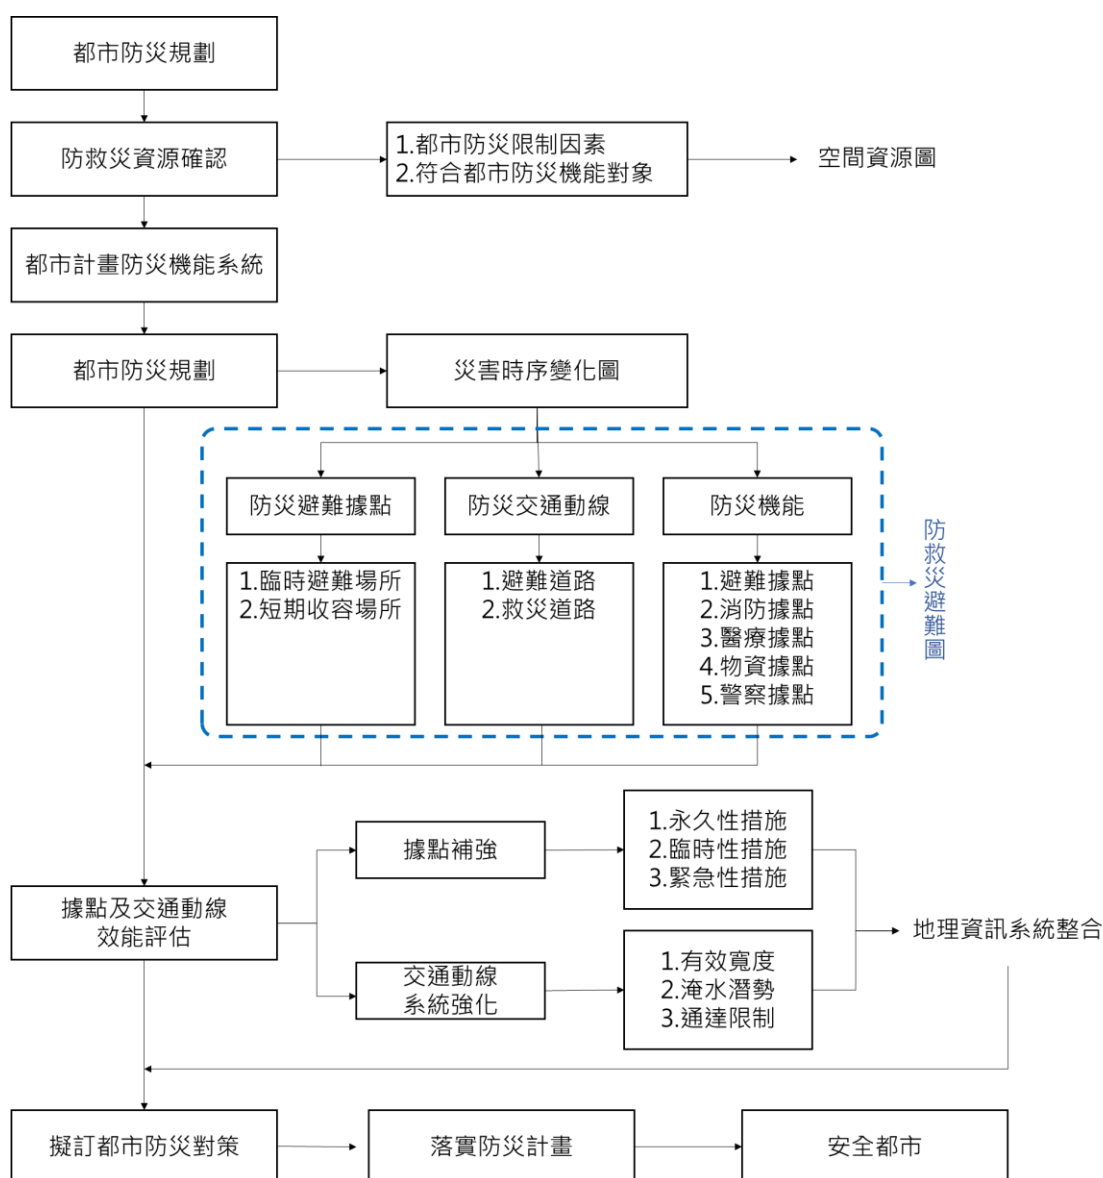 都市防災規劃
防救災資源確認
1.都市防災限制因素
2.符合都市防災機能對象
空間資源圖
都市計畫防災機能系統
都市防災規劃
災害時序變化圖
防災避難據點
防災交通動線
防災機能
1.臨時避難場所
2.短期收容場所
1.避難道路
2.救災道路
1.避難據點
2.消防據點
3.醫療據點
4.物資據點
5.警察據點
防救災避難圖
據點及交通動線
效能評估
據點補強
1.永久性措施
2.臨時性措施
3.緊急性措施
交通動線
系統強化
1.有效寬度
2.淹水潛勢
3.通達限制
地理資訊系統整合
擬訂都市防災對策
落實防災計畫
安全都市